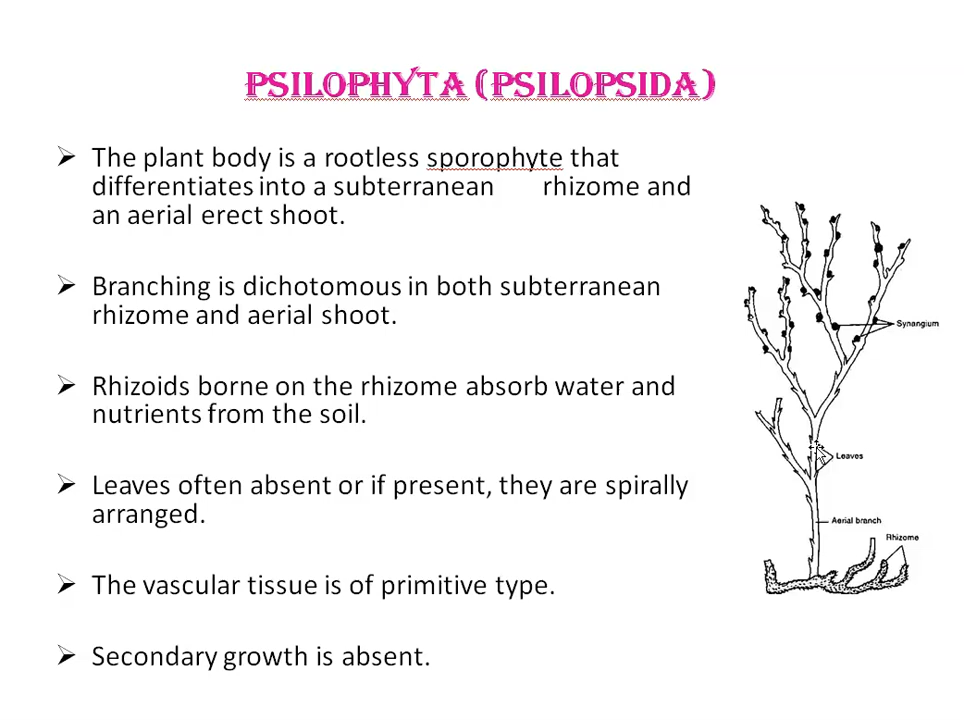 PSILOPHYTA (PSILOPSIDA)
➢ The plant body is a rootless sporophyte that
differentiates into a subterranean rhizome and
an aerial erect shoot.
➢ Branching is dichotomous in both subterranean
rhizome and aerial shoot.
➢ Rhizoids borne on the rhizome absorb water and
nutrients from the soil.
➢ Leaves often absent or if present, they are spirally
arranged.
➢ The vascular tissue is of primitive type.
➢ Secondary growth is absent.
Synangium
Leaves
Aerial branch
Rhizome